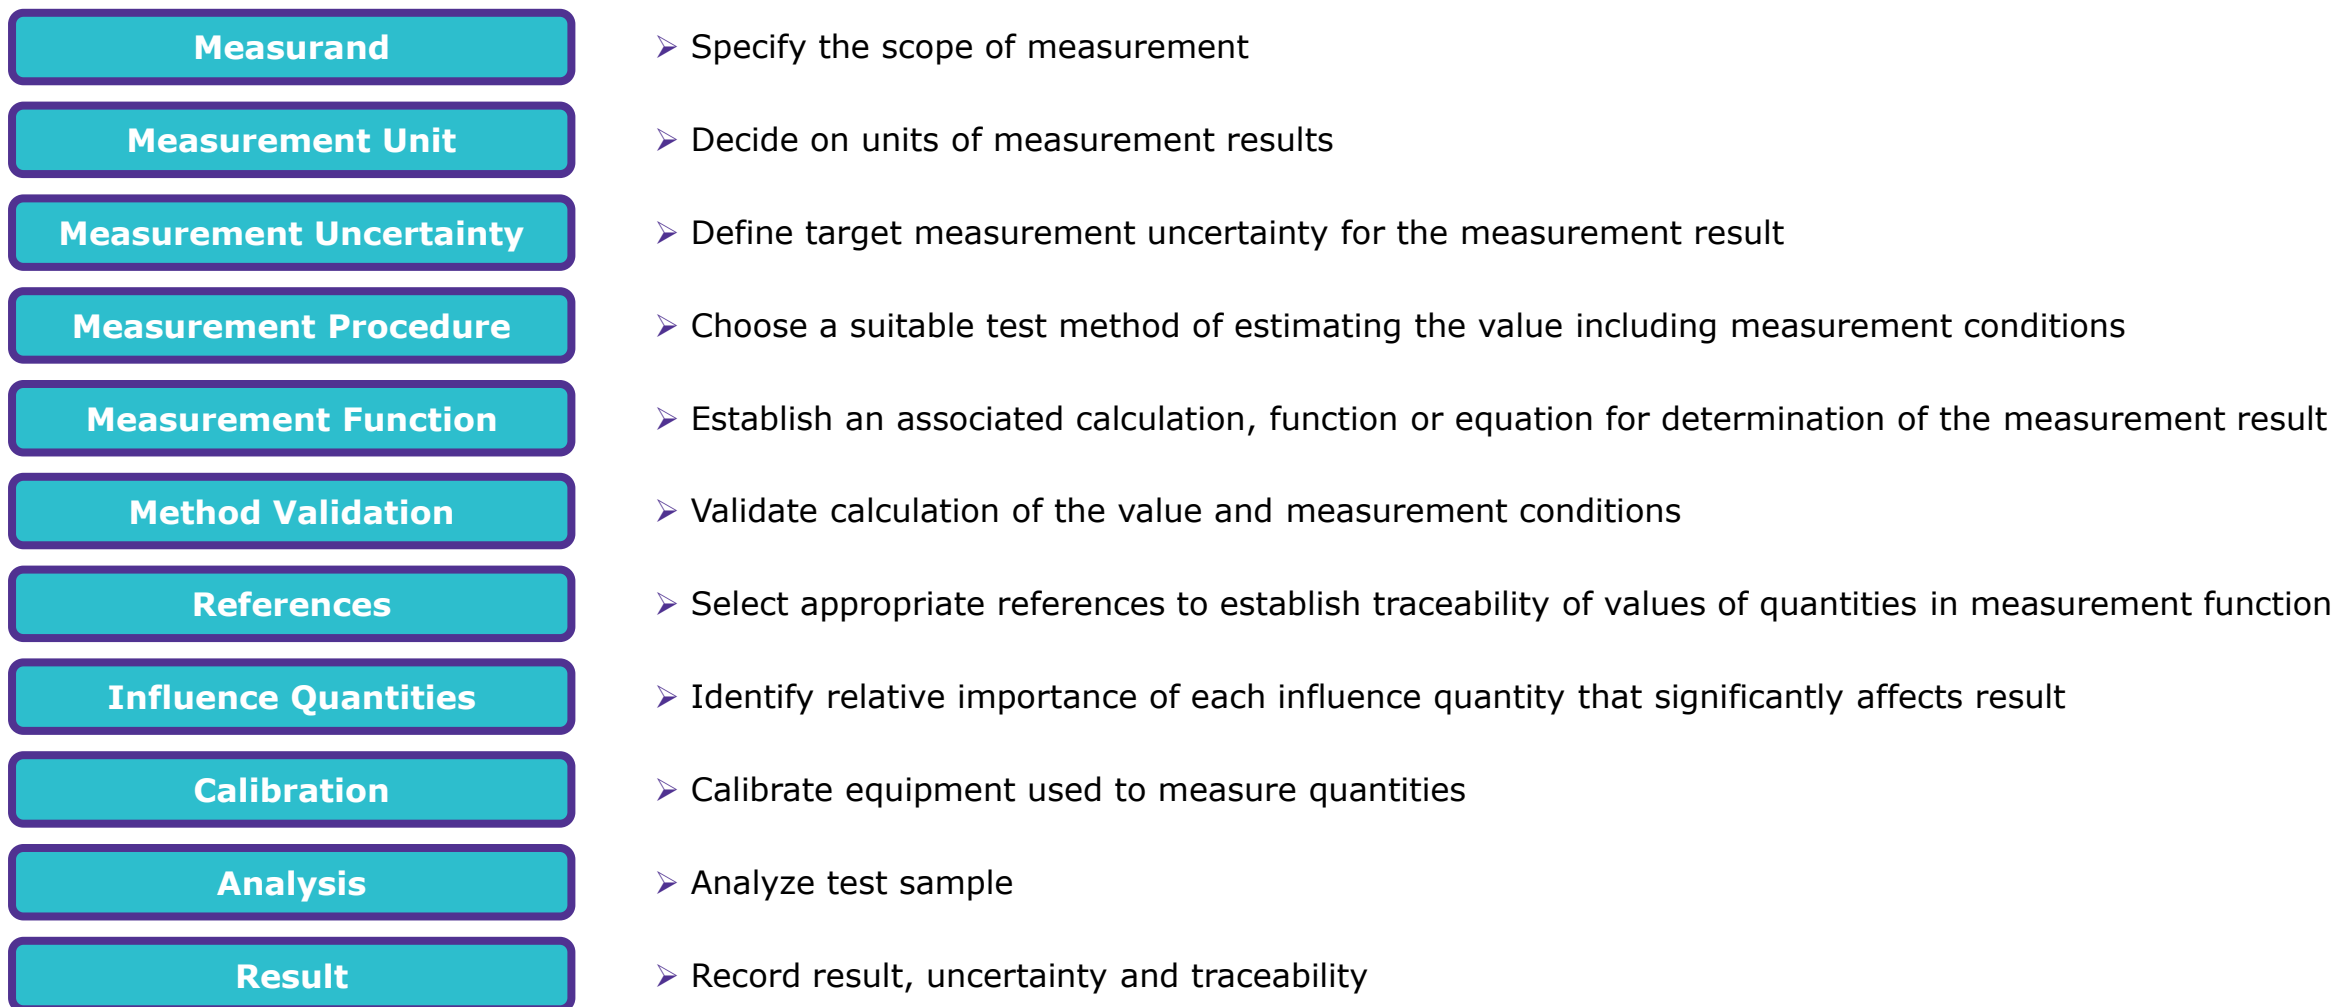 Measurand
Specify the scope of measurement
Measurement Unit
Decide on units of measurement results
Measurement Uncertainty
Define target measurement uncertainty for the measurement result
Measurement Procedure
Choose a suitable test method of estimating the value including measurement conditions
Measurement Function
Establish an associated calculation, function or equation for determination of the measurement result
Method Validation
Validate calculation of the value and measurement conditions
References
Select appropriate references to establish traceability of values of quantities in measurement function
Influence Quantities
Identify relative importance of each influence quantity that significantly affects result
Calibration
Calibrate equipment used to measure quantities
Analysis
Analyze test sample
Result
Record result, uncertainty and traceability